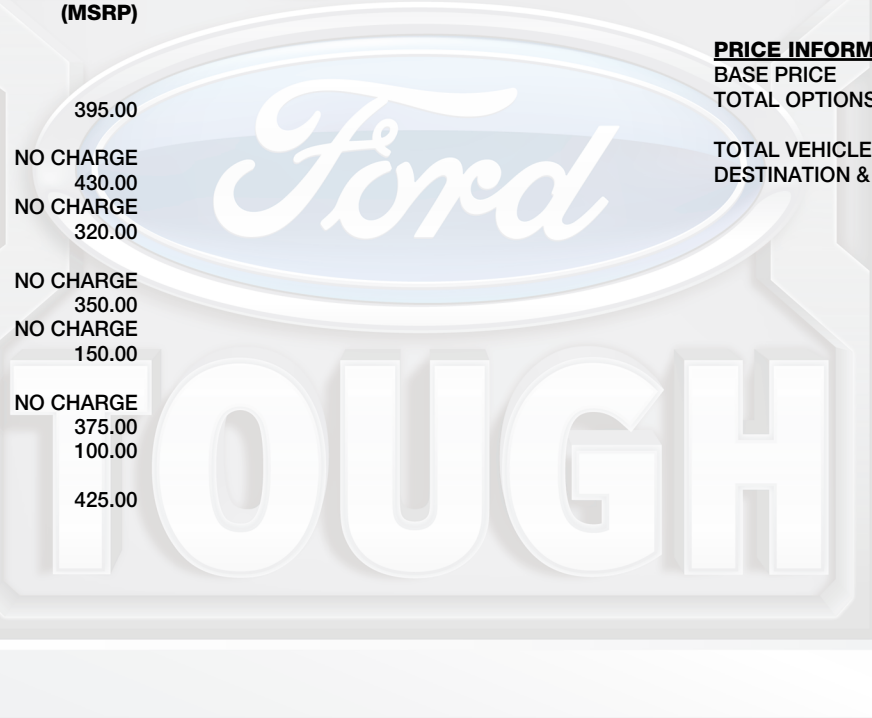 (MSRP)
395.00
NO CHARGE
430.00
NO CHARGE
320.00
NO CHARGE
350.00
NO CHARGE
150.00
NO CHARGE
375.00
100.00
425.00
PRICE INFORM
BASE PRICE
TOTAL OPTIONS
TOTAL VEHICLE
DESTINATION &
Ford
TOUGH